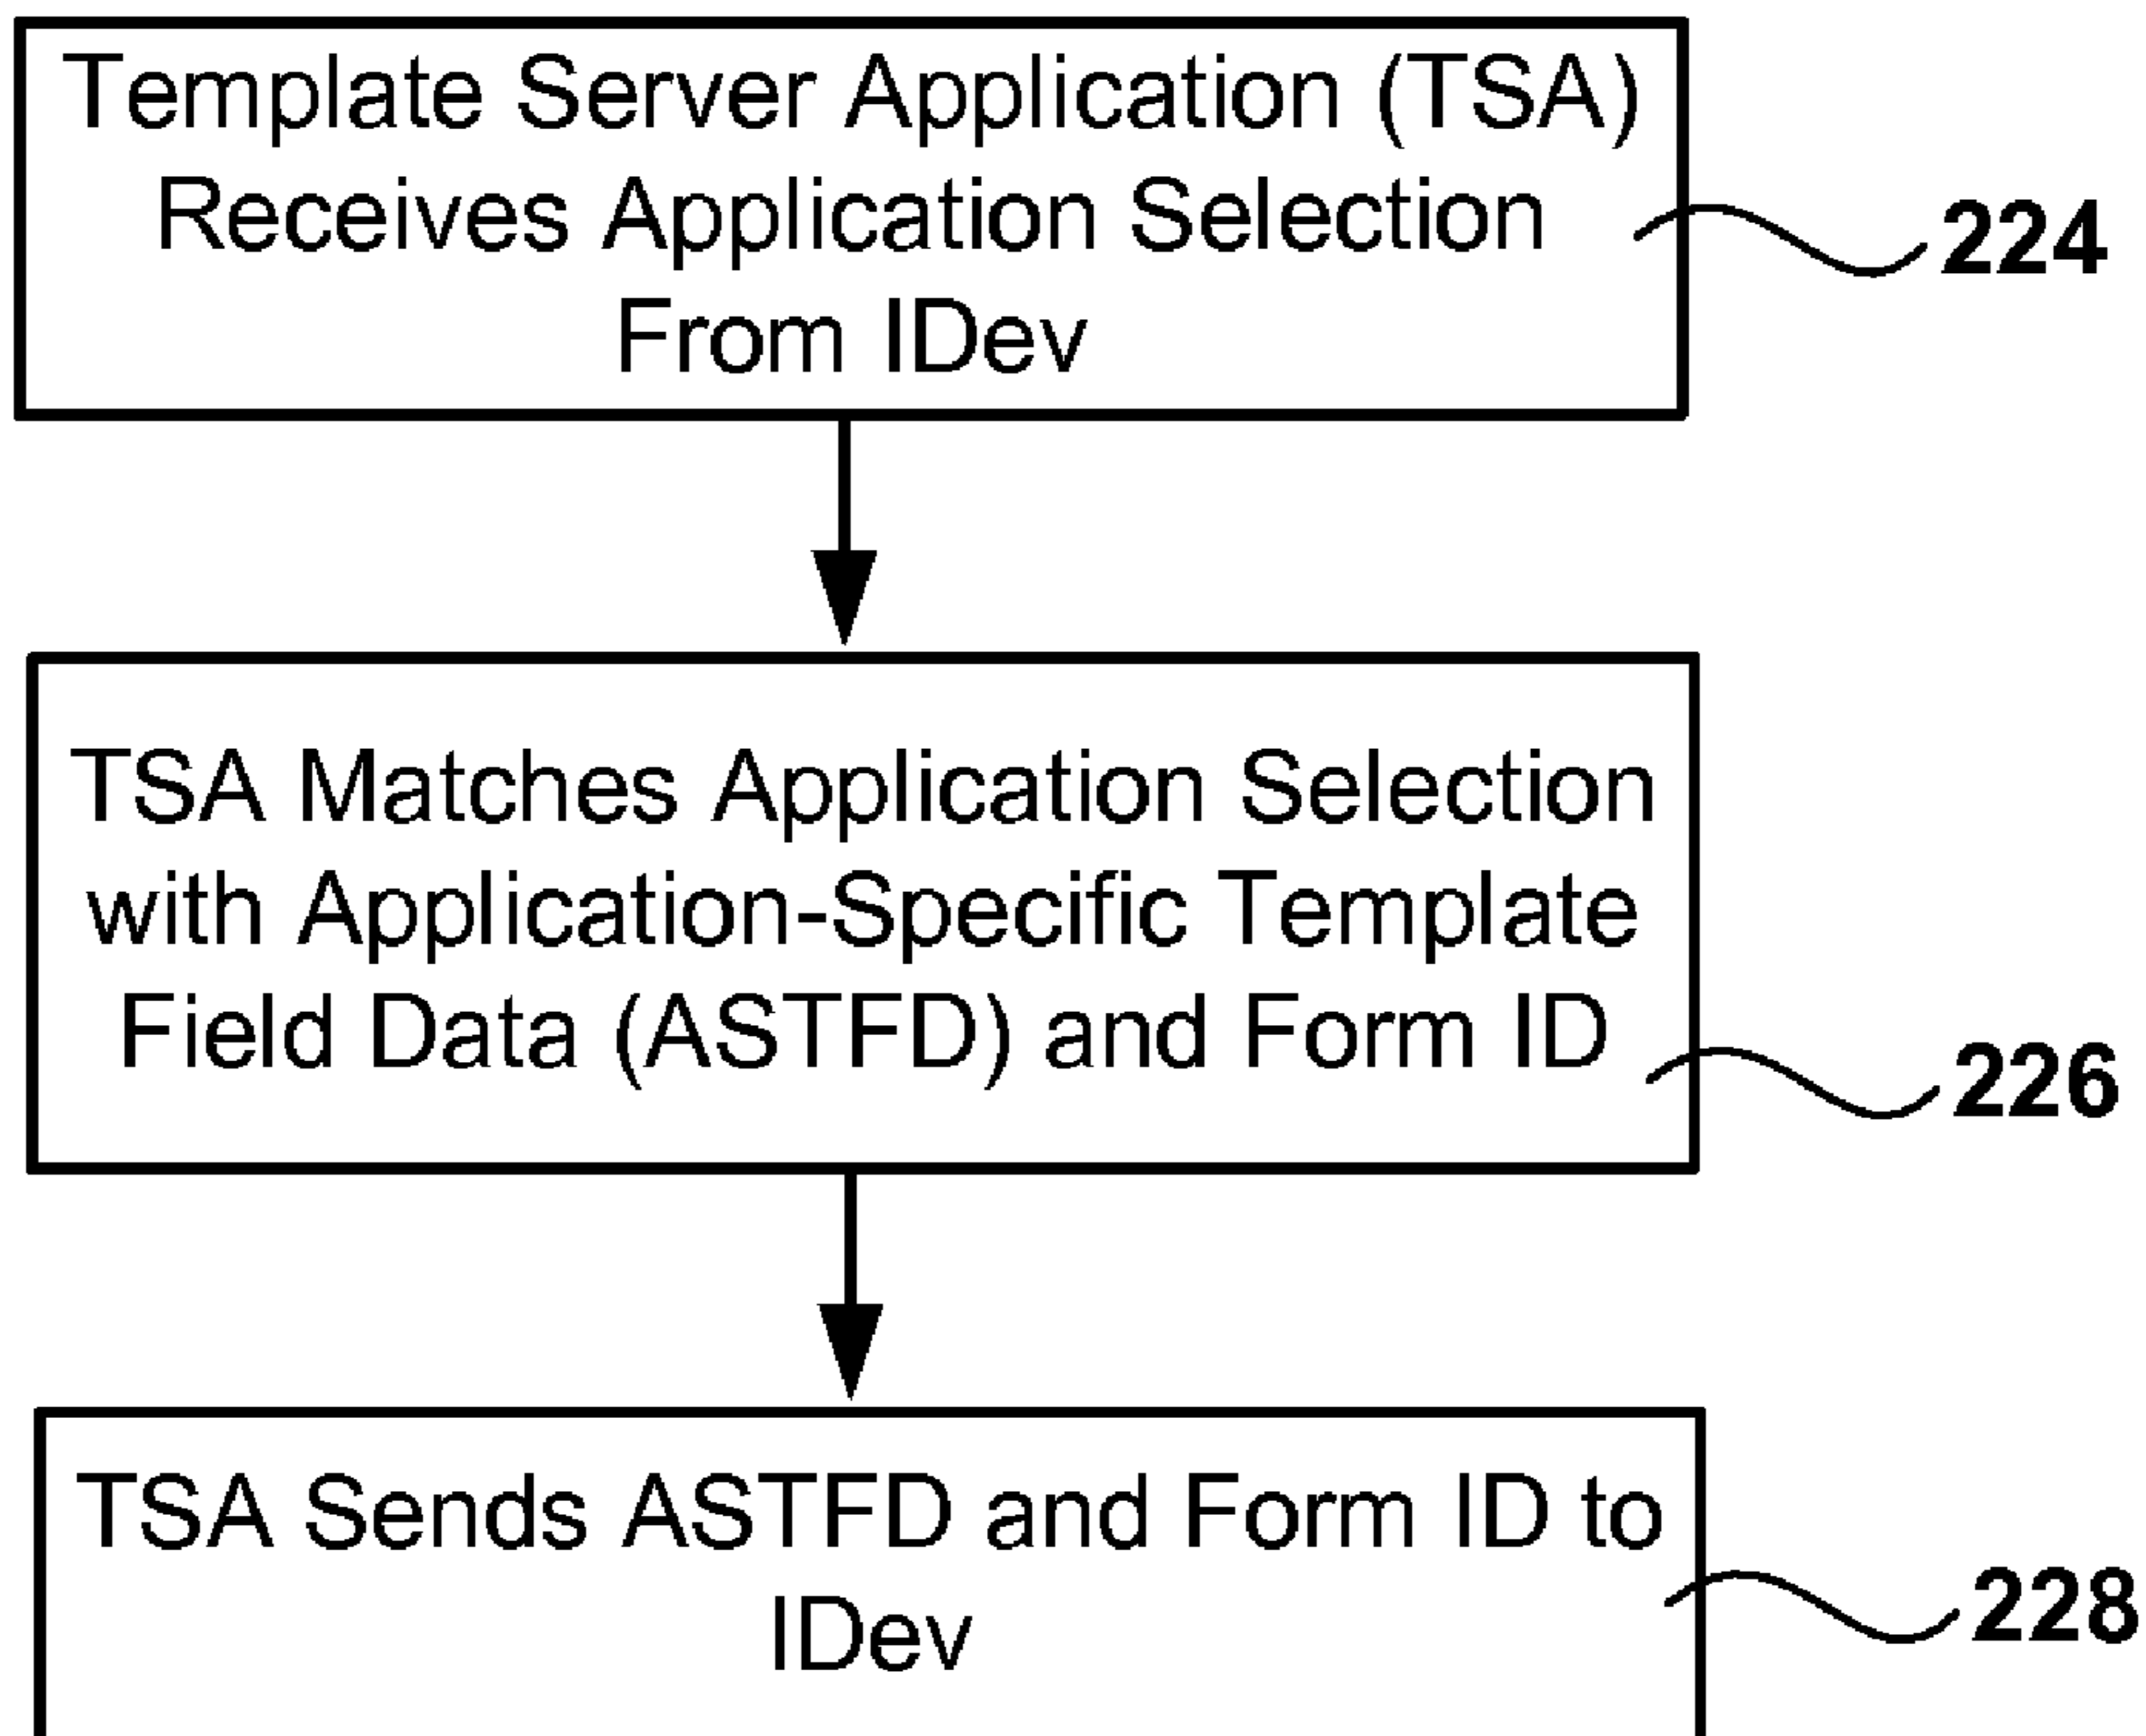 Template Server Application (TSA)
Receives Application Selection
From IDev
224
TSA Matches Application Selection
with Application-Specific Template
Field Data (ASTFD) and Form ID
226
TSA Sends ASTFD and Form ID to
IDev
228